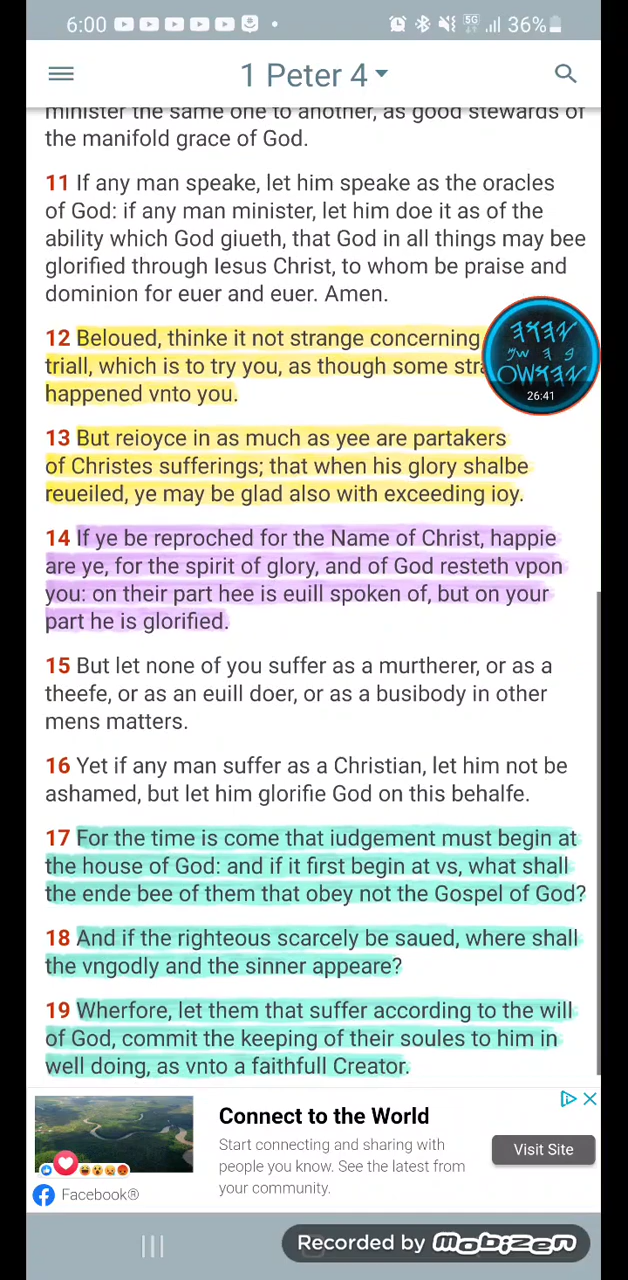 6:00
5G
36%
1 Peter 4
minister the same one to another, as good stewards of
the manifold grace of God.
11 If any man speake, let him speake as the oracles
of God: if any man minister, let him doe it as of the
ability which God giueth, that God in all things may bee
glorified through Iesus Christ, to whom be praise and
dominion for euer and euer. Amen.
12 Beloued, thinke it not strange concerning
triall, which is to try you, as though some
happened vnto you.
26:41
13 But reioyce in as much as yee are partakers
of Christes sufferings; that when his glory shalbe
reueiled, ye may be glad also with exceeding ioy.
14 If ye be reproched for the Name of Christ, happie
are ye, for the spirit of glory, and of God resteth vpon
you: on their part hee is euill spoken of, but on your
part he is glorified.
15 But let none of you suffer as a murtherer, or as a
theefe, or as an euill doer, or as a busibody in other
mens matters.
16 Yet if any man suffer as a Christian, let him not be
ashamed, but let him glorifie God on this behalfe.
17 For the time is come that iudgement must begin at
the house of God: and if it first begin at vs, what shall
the ende bee of them that obey not the Gospel of God?
18 And if the righteous scarcely be saued, where shall
the vngodly and the sinner appeare?
19 Wherfore, let them that suffer according to the will
of God, commit the keeping of their soules to him in
well doing, as vnto a faithfull Creator.
Connect to the World
Start connecting and sharing with
people you know. See the latest from
your community.
Visit Site
Facebook®
Recorded by Mobizen